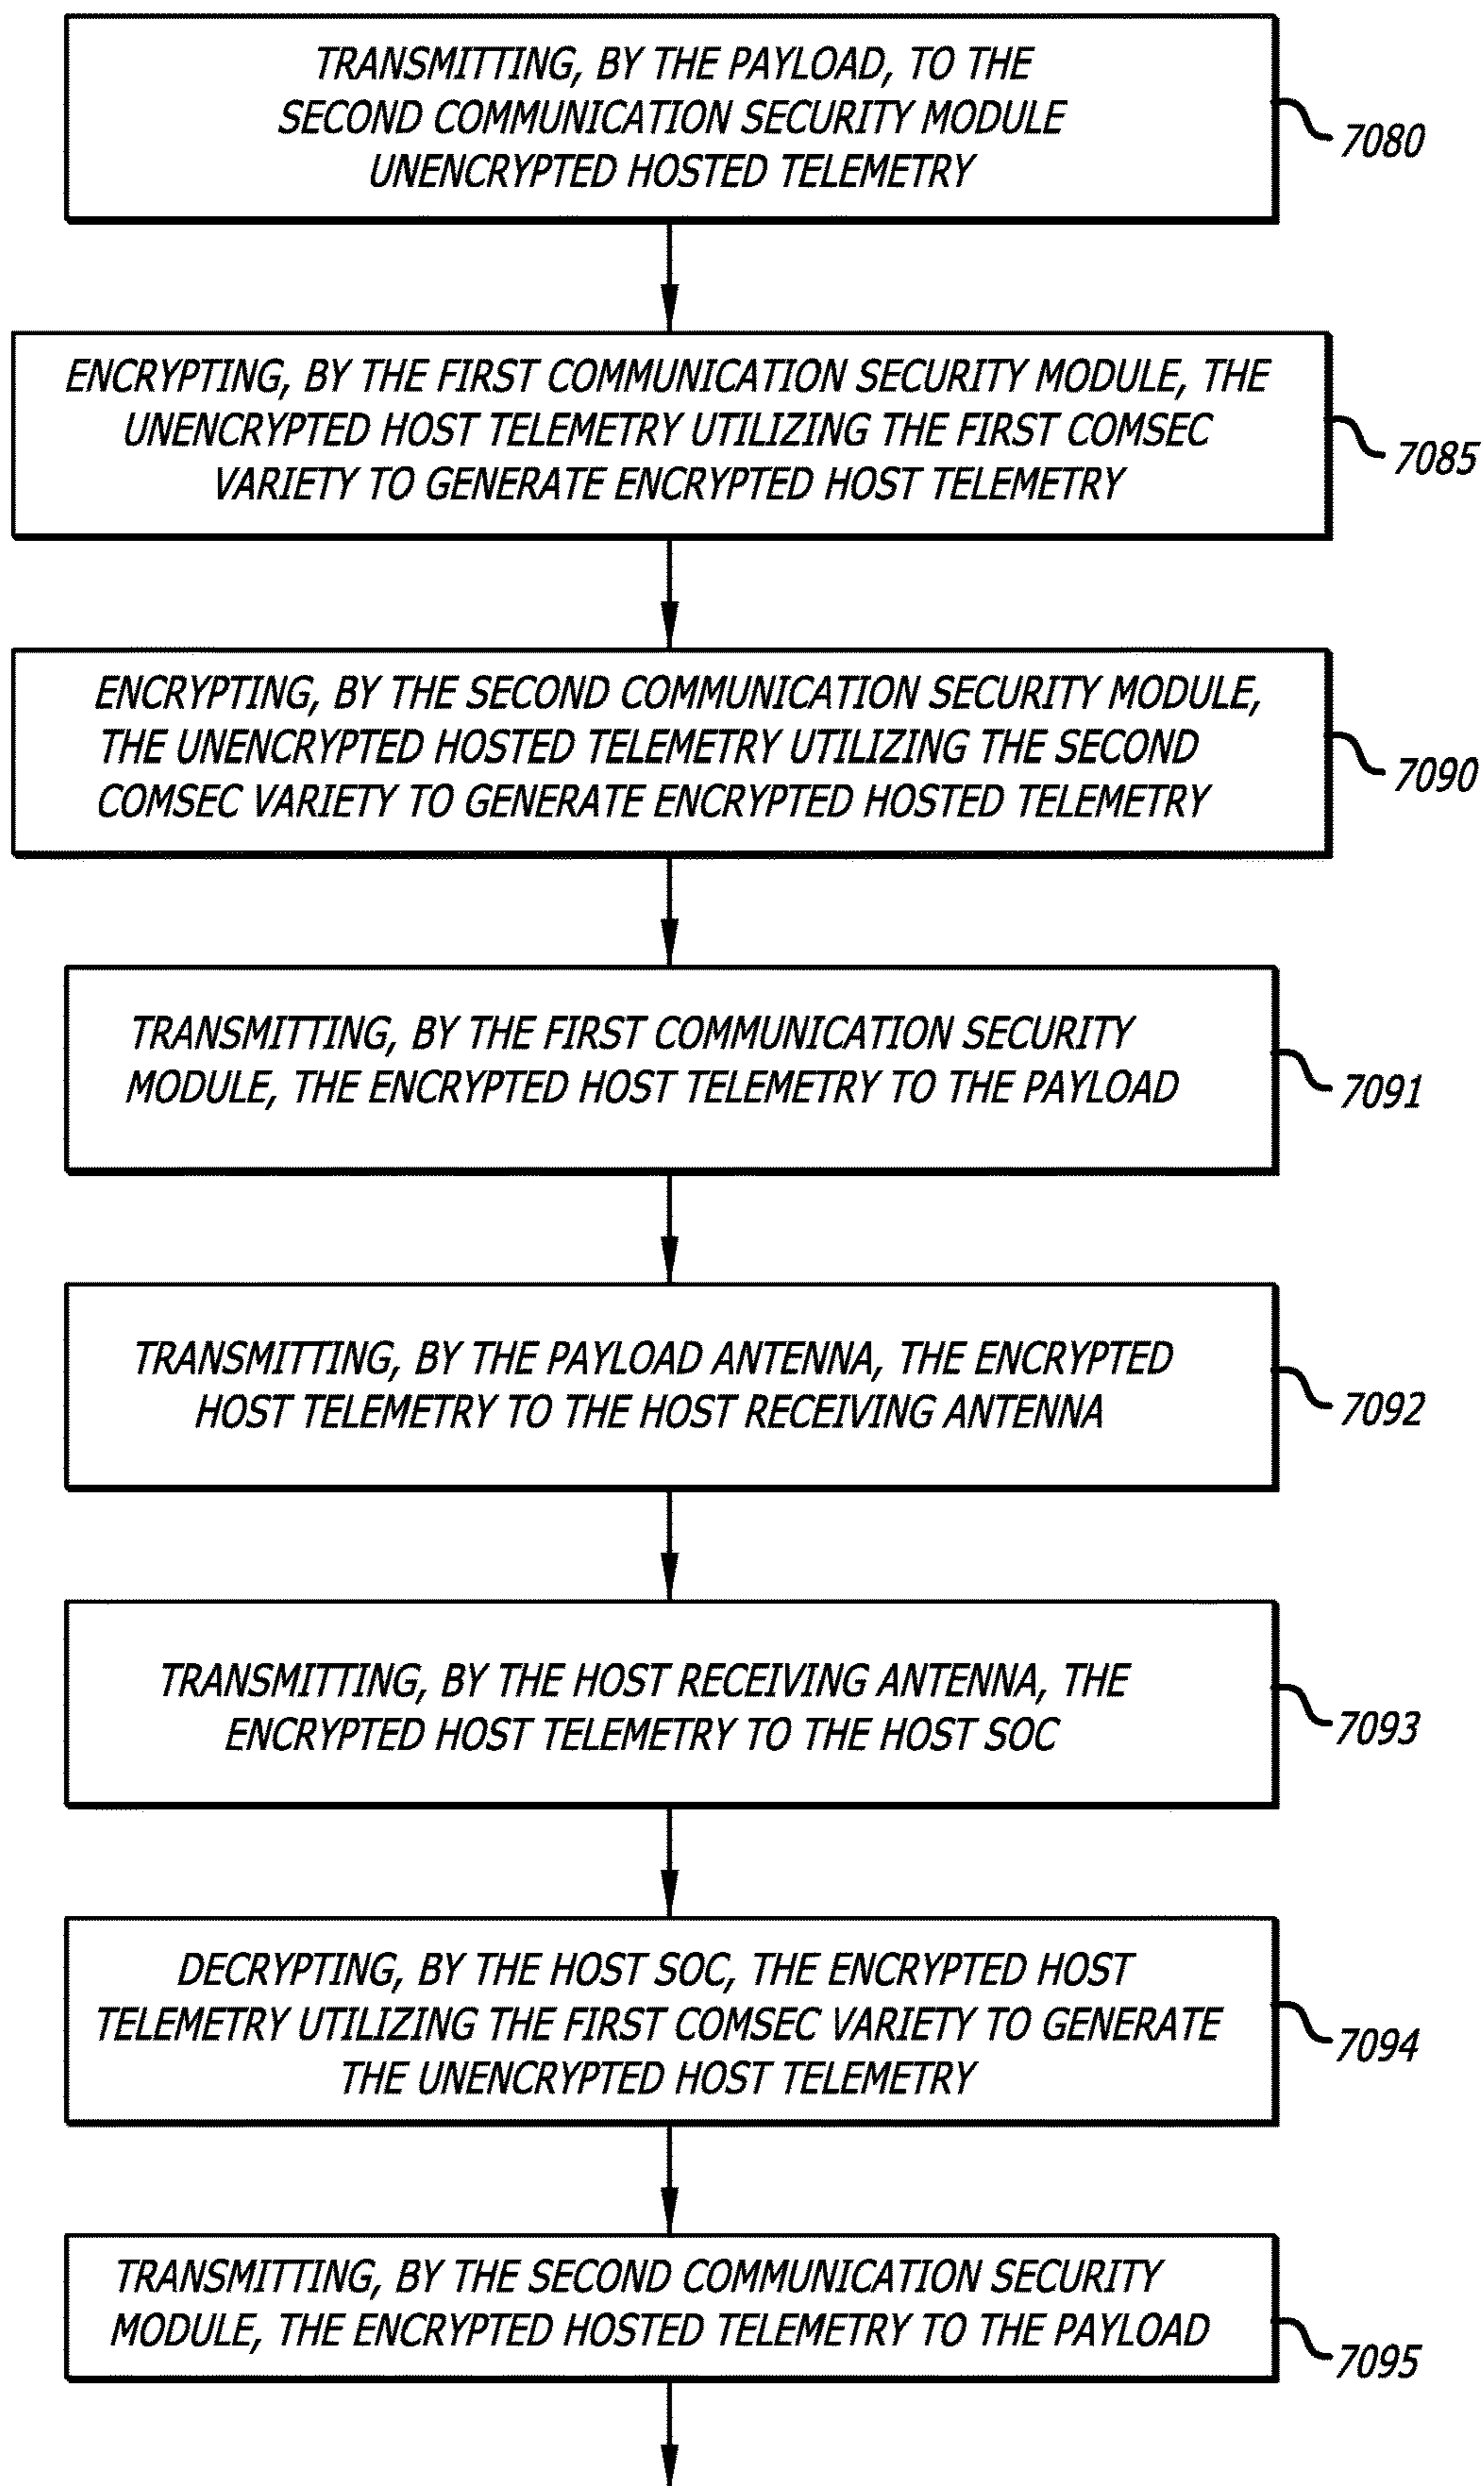 TRANSMITTING, BY THE PAYLOAD, TO THE
SECOND COMMUNICATION SECURITY MODULE
UNENCRYPTED HOSTED TELEMETRY
7080
ENCRYPTING, BY THE FIRST COMMUNICATION SECURITY MODULE, THE
UNENCRYPTED HOST TELEMETRY UTILIZING THE FIRST COMSEC
VARIETY TO GENERATE ENCRYPTED HOST TELEMETRY
7085
ENCRYPTING, BY THE SECOND COMMUNICATION SECURITY MODULE,
THE UNENCRYPTED HOSTED TELEMETRY UTILIZING THE SECOND
COMSEC VARIETY TO GENERATE ENCRYPTED HOSTED TELEMETRY
7090
TRANSMITTING, BY THE FIRST COMMUNICATION SECURITY
MODULE, THE ENCRYPTED HOST TELEMETRY TO THE PAYLOAD
7091
TRANSMITTING, BY THE PAYLOAD ANTENNA, THE ENCRYPTED
HOST TELEMETRY TO THE HOST RECEIVING ANTENNA
7092
TRANSMITTING, BY THE HOST RECEIVING ANTENNA, THE
ENCRYPTED HOST TELEMETRY TO THE HOST SOC
7093
DECRYPTING, BY THE HOST SOC, THE ENCRYPTED HOST
TELEMETRY UTILIZING THE FIRST COMSEC VARIETY TO GENERATE
THE UNENCRYPTED HOST TELEMETRY
7094
TRANSMITTING, BY THE SECOND COMMUNICATION SECURITY
MODULE, THE ENCRYPTED HOSTED TELEMETRY TO THE PAYLOAD
7095